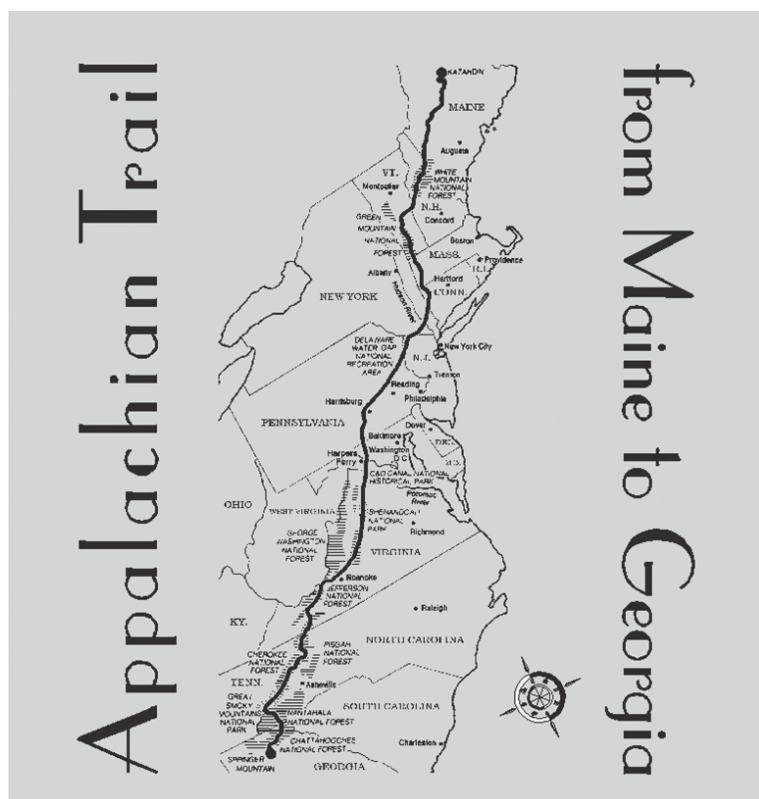 Appalachian Trail
from Maine to Georgia
KATAHDIN
MAINE
Augusta
VT.
Montpelier
WHITE
MOUNTAIN
NATIONAL
FOREST
N.H.
Concord
GREEN
MOUNTAIN
NATIONAL
FOREST
Boston
MASS.
Providence
R.I.
Albany
Hartford
CONN.
Hudson River
NEW YORK
DELAWARE
WATER GAP
NATIONAL
RECREATION
AREA
New York City
N.J.
Trenton
Reading
Philadelphia
Harrisburg
PENNSYLVANIA
Dover
Baltimore
DEL.
Washington
D.C.
Harpers
Ferry
M.D.
C&O CANAL NATIONAL
HISTORICAL PARK
Potomac
River
OHIO
WEST VIRGINIA
SHENANDOAH
NATIONAL
PARK
GEORGE
WASHINGTON
NATIONAL
FOREST
Richmond
VIRGINIA
Roanoke
JEFFERSON
NATIONAL
FOREST
KY.
Raleigh
NORTH CAROLINA
PISGAH
NATIONAL
FOREST
CHEROKEE
NATIONAL
FOREST
TENN.
Asheville
GREAT
SMOKY
MOUNTAINS
NATIONAL
PARK
SOUTH CAROLINA
NANTAHALA
NATIONAL FOREST
Charleston
CHATTAHOOCHEE
NATIONAL FOREST
SPRINGER
MOUNTAIN
GEORGIA